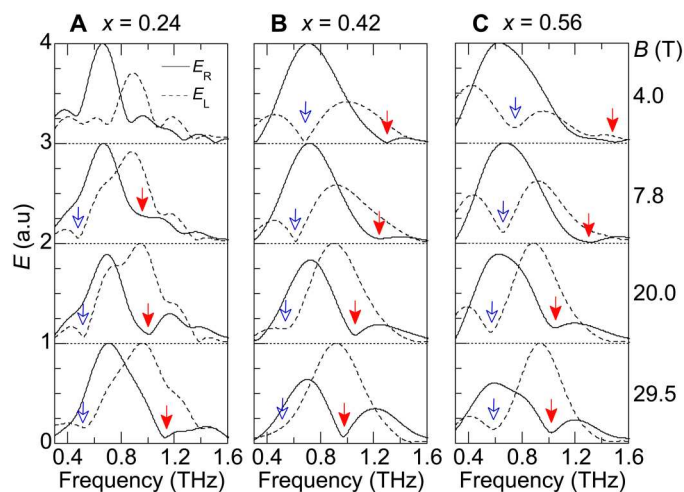 A x = 0.24
B x = 0.42
C x = 0.56
B (T)
E_R
E_L
4.0
7.8
20.0
29.5
E (a.u)
4
3
2
1
0
0.4 0.8 1.2 1.6
0.4 0.8 1.2 1.6
0.4 0.8 1.2 1.6
Frequency (THz)
Frequency (THz)
Frequency (THz)